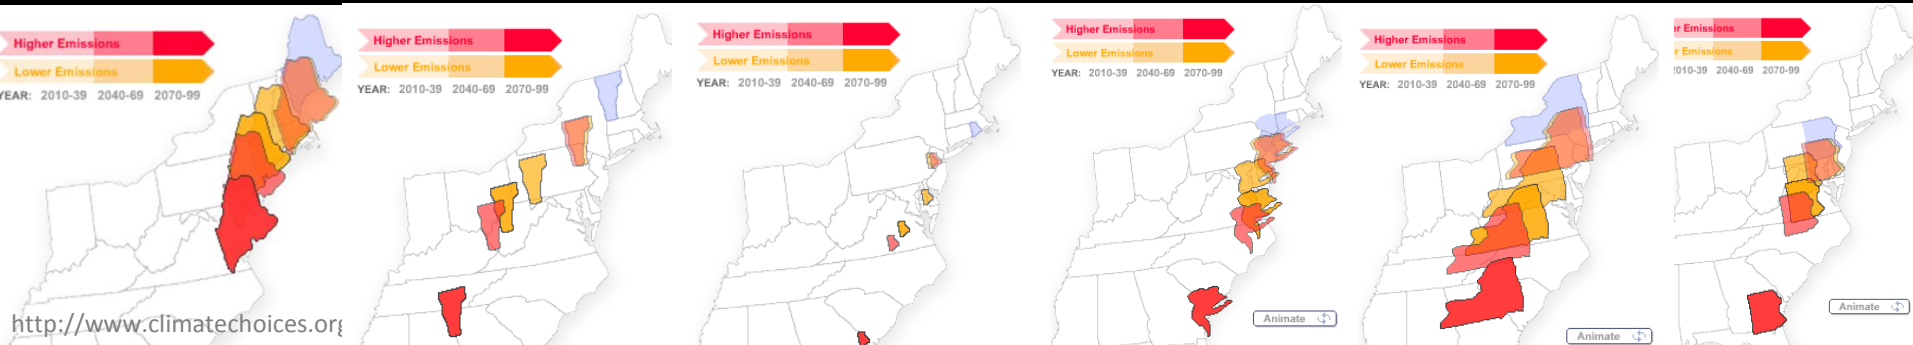 Higher Emissions
Lower Emissions
YEAR: 2010-39 2040-69 2070-99
http://www.climatechoices.org
Higher Emissions
Lower Emissions
YEAR: 2010-39 2040-69 2070-99
Higher Emissions
Lower Emissions
YEAR: 2010-39 2040-69 2070-99
Higher Emissions
Lower Emissions
YEAR: 2010-39 2040-69 2070-99
Animate
Higher Emissions
Lower Emissions
YEAR: 2010-39 2040-69 2070-99
Animate
r Emissions
r Emissions
2010-39 2040-69 2070-99
Animate